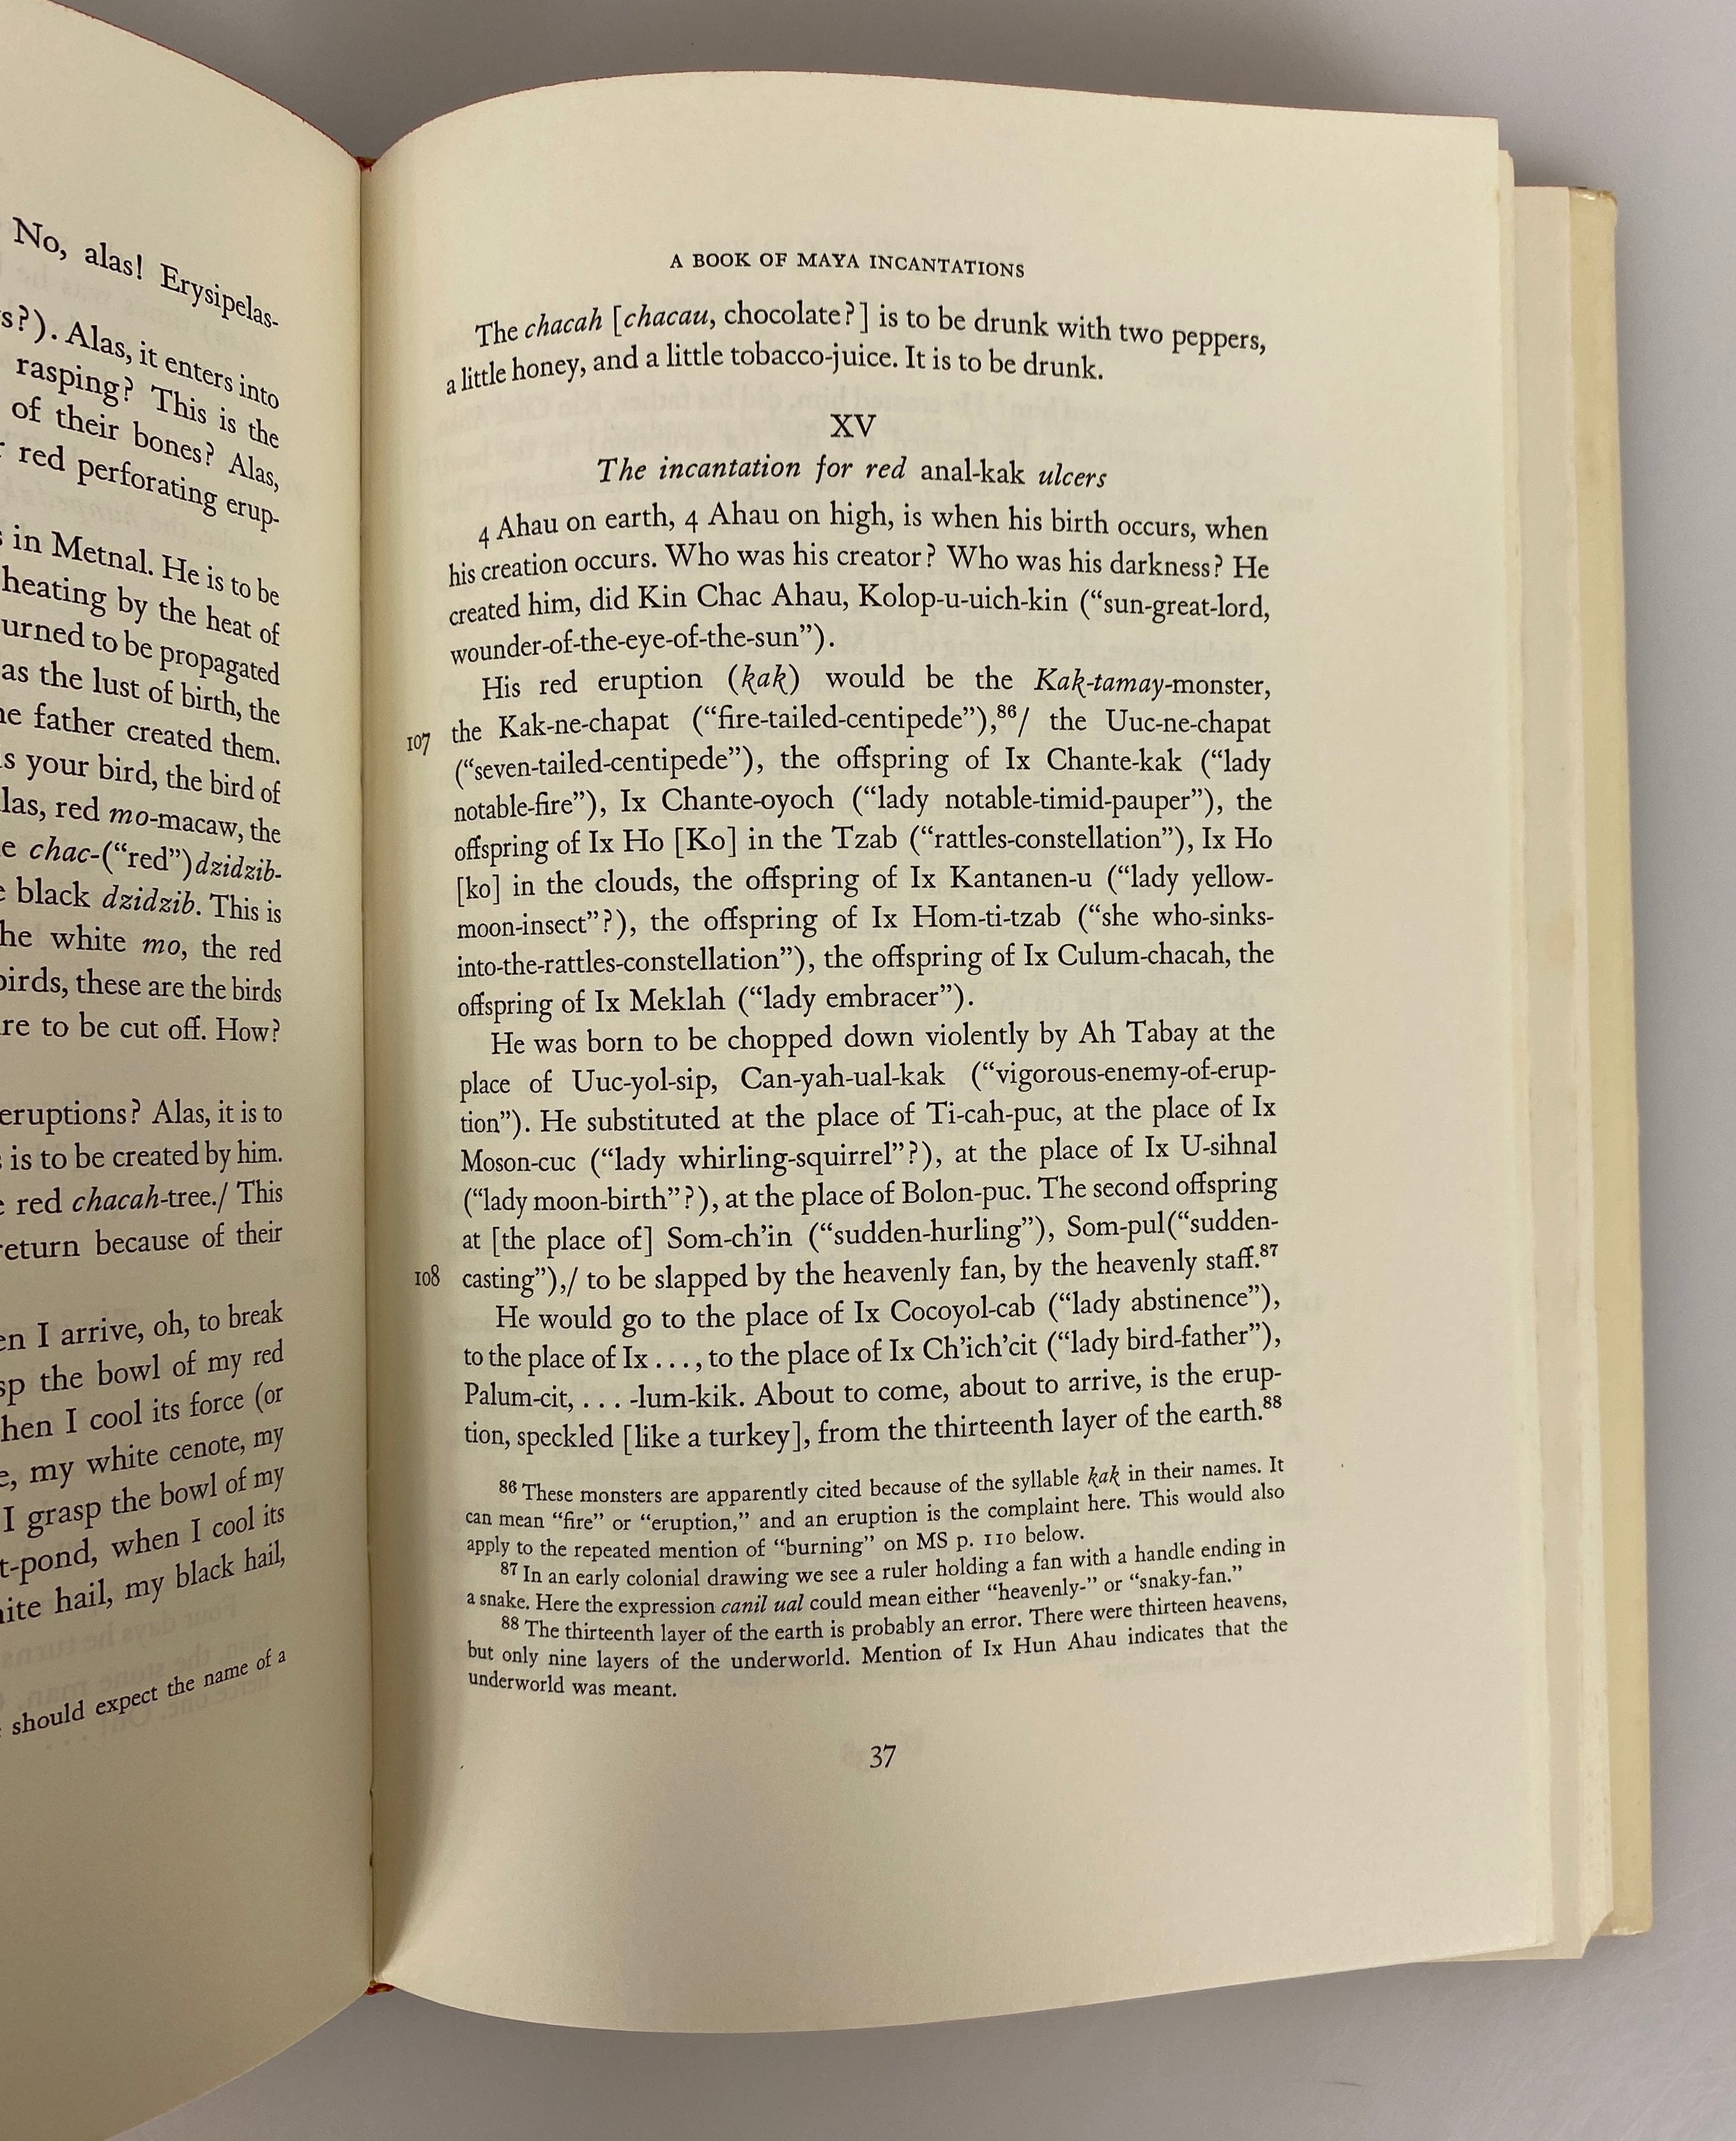 No, alas! Erysipelas-
s?). Alas, it enters into
rasping? This is the
of their bones? Alas,
red perforating erup-
in Metnal. He is to be
heating by the heat of
urned to be propagated
as the lust of birth, the
he father created them.
s your bird, the bird of
las, red mo-macaw, the
e chac-("red")dzidzib-
black dzidzib. This is
he white mo, the red
birds, these are the birds
re to be cut off. How?
eruptions? Alas, it is to
is to be created by him.
red chacah-tree./ This
return because of their
en I arrive, oh, to break
sp the bowl of my red
hen I cool its force (or
e, my white cenote, my
I grasp the bowl of my
t-pond, when I cool its
ite hail, my black hail,
should expect the name of a
A BOOK OF MAYA INCANTATIONS
The chacah [chacau, chocolate?] is to be drunk with two peppers,
a little honey, and a little tobacco-juice. It is to be drunk.
XV
The incantation for red anal-kak ulcers
4 Ahau on earth, 4 Ahau on high, is when his birth occurs, when
his creation occurs. Who was his creator? Who was his darkness? He
created him, did Kin Chac Ahau, Kolop-u-uich-kin ("sun-great-lord,
wounder-of-the-eye-of-the-sun").
His red eruption (kak) would be the Kak-tamay-monster,
107 the Kak-ne-chapat ("fire-tailed-centipede"),86/ the Uuc-ne-chapat
("seven-tailed-centipede"), the offspring of Ix Chante-kak ("lady
notable-fire"), Ix Chante-oyoch ("lady notable-timid-pauper"), the
offspring of Ix Ho [Ko] in the Tzab ("rattles-constellation"), Ix Ho
[ko] in the clouds, the offspring of Ix Kantanen-u ("lady yellow-
moon-insect"?), the offspring of Ix Hom-ti-tzab ("she who-sinks-
into-the-rattles-constellation"), the offspring of Ix Culum-chacah, the
offspring of Ix Meklah ("lady embracer").
He was born to be chopped down violently by Ah Tabay at the
place of Uuc-yol-sip, Can-yah-ual-kak ("vigorous-enemy-of-erup-
tion"). He substituted at the place of Ti-cah-puc, at the place of Ix
Moson-cuc ("lady whirling-squirrel"?), at the place of Ix U-sihnal
("lady moon-birth"?), at the place of Bolon-puc. The second offspring
at [the place of] Som-ch'in ("sudden-hurling"), Som-pul("sudden-
108 casting"),/ to be slapped by the heavenly fan, by the heavenly staff.87
He would go to the place of Ix Cocoyol-cab ("lady abstinence"),
to the place of Ix . . . , to the place of Ix Ch'ich'cit ("lady bird-father"),
Palum-cit, . . . -lum-kik. About to come, about to arrive, is the erup-
tion, speckled [like a turkey], from the thirteenth layer of the earth.88
86 These monsters are apparently cited because of the syllable kak in their names. It
can mean "fire" or "eruption," and an eruption is the complaint here. This would also
apply to the repeated mention of "burning" on MS p. 110 below.
87 In an early colonial drawing we see a ruler holding a fan with a handle ending in
a snake. Here the expression canil ual could mean either "heavenly-" or "snaky-fan."
88 The thirteenth layer of the earth is probably an error. There were thirteen heavens,
but only nine layers of the underworld. Mention of Ix Hun Ahau indicates that the
underworld was meant.
37